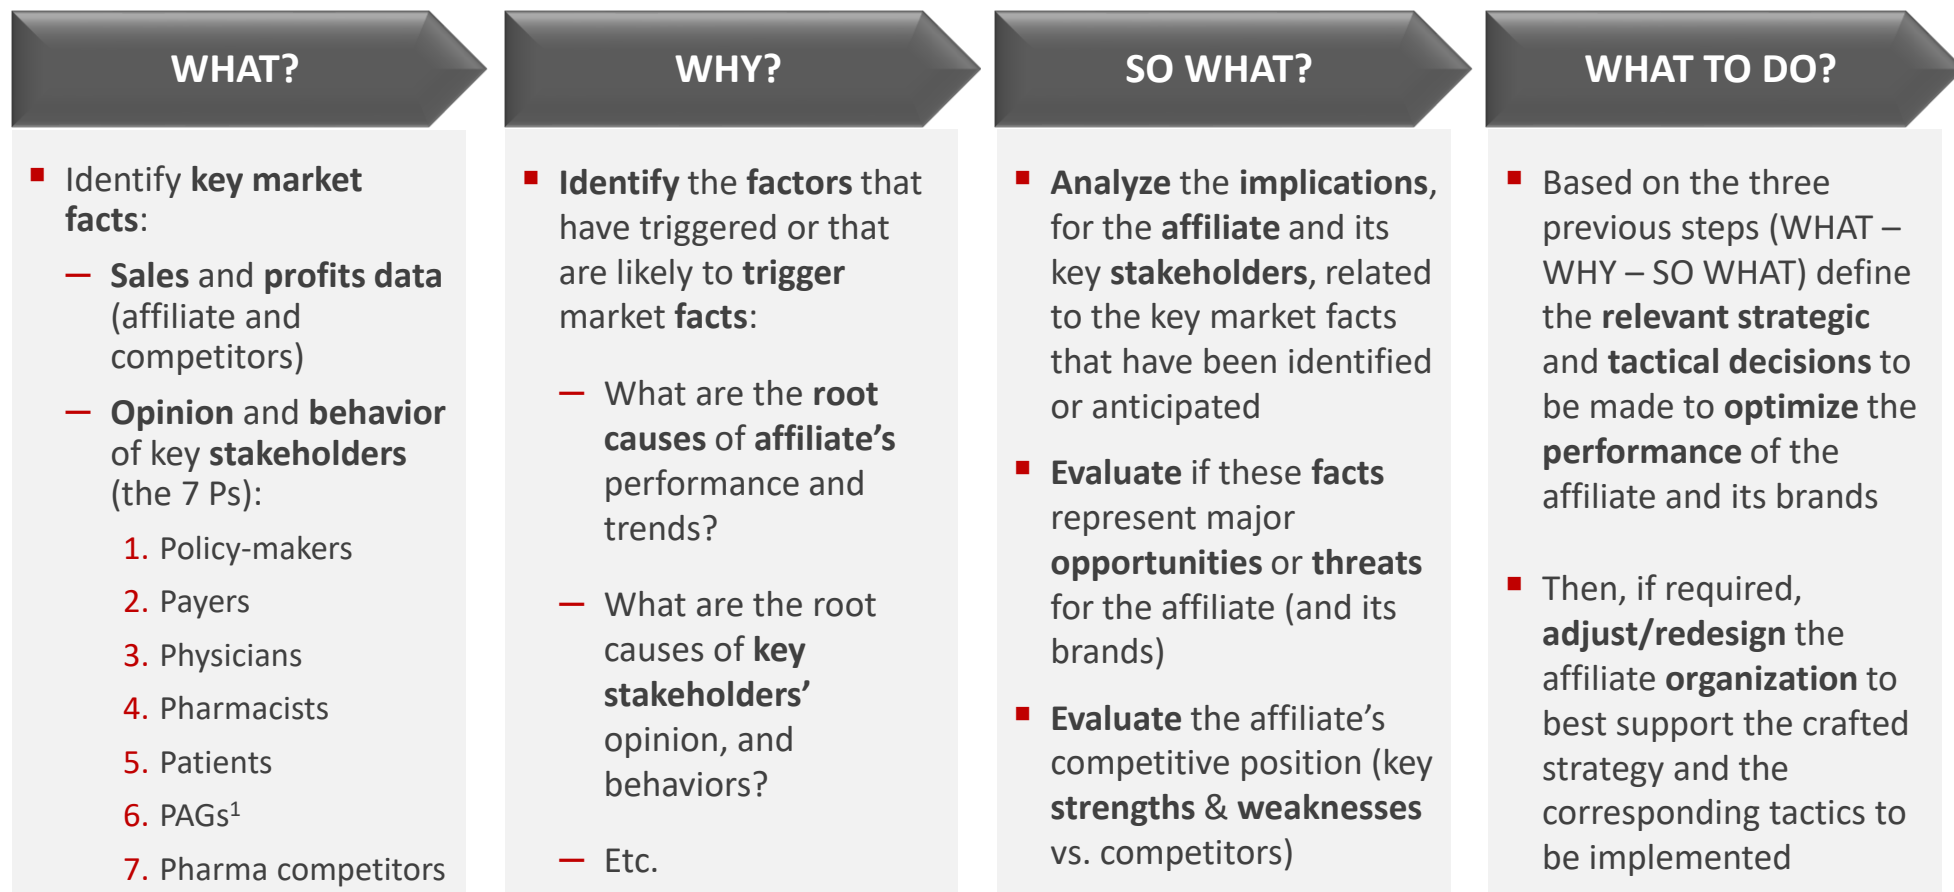 WHAT?
Identify key market
facts:
— Sales and profits data
(affiliate and
competitors)
— Opinion and behavior
of key stakeholders
(the 7 Ps):
1. Policy-makers
2. Payers
3. Physicians
4. Pharmacists
5. Patients
6. PAGs¹
7. Pharma competitors
WHY?
Identify the factors that
have triggered or that
are likely to trigger
market facts:
— What are the root
causes of affiliate’s
performance and
trends?
— What are the root
causes of key
stakeholders’
opinion, and
behaviors?
— Etc.
SO WHAT?
Analyze the implications,
for the affiliate and its
key stakeholders, related
to the key market facts
that have been identified
or anticipated
Evaluate if these facts
represent major
opportunities or threats
for the affiliate (and its
brands)
Evaluate the affiliate’s
competitive position (key
strengths & weaknesses
vs. competitors)
WHAT TO DO?
Based on the three
previous steps (WHAT –
WHY – SO WHAT) define
the relevant strategic
and tactical decisions to
be made to optimize the
performance of the
affiliate and its brands
Then, if required,
adjust/redesign the
affiliate organization to
best support the crafted
strategy and the
corresponding tactics to
be implemented